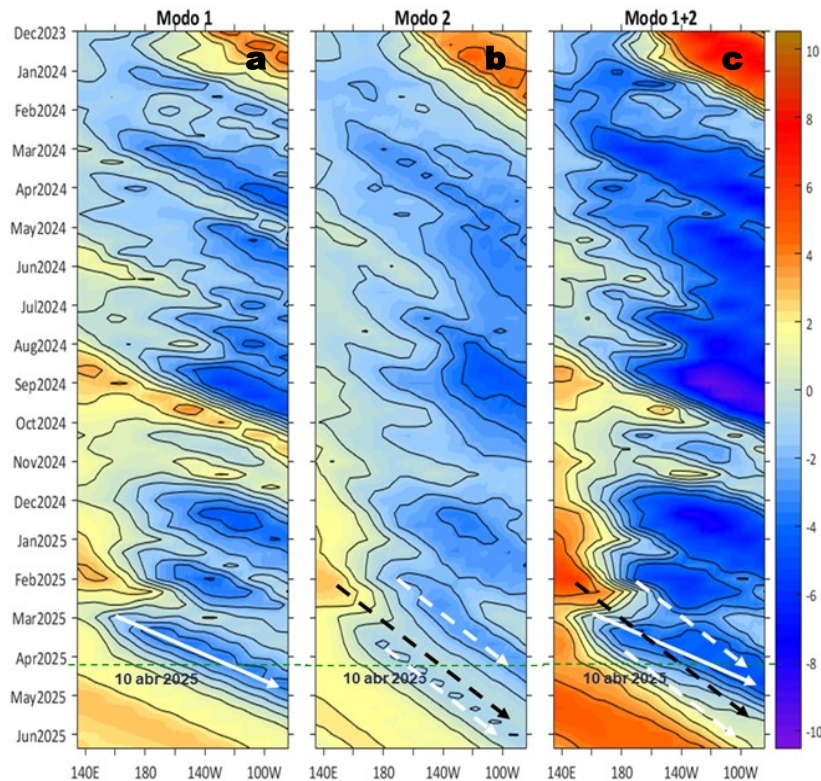 Modo 1
Modo 2
Modo 1+2
a
b
c
Dec2023
Jan2024
Feb2024
Mar2024
Apr2024
May2024
Jun2024
Jul2024
Aug2024
Sep2024
Oct2024
Nov2024
Dec2024
Jan2025
Feb2025
Mar2025
Apr2025
May2025
Jun2025
10 abr 2025
10 abr 2025
10 abr 2025
140E 180 140W 100W
140E 180 140W 100W
140E 180 140W 100W
10
8
6
4
2
0
-2
-4
-6
-8
-10